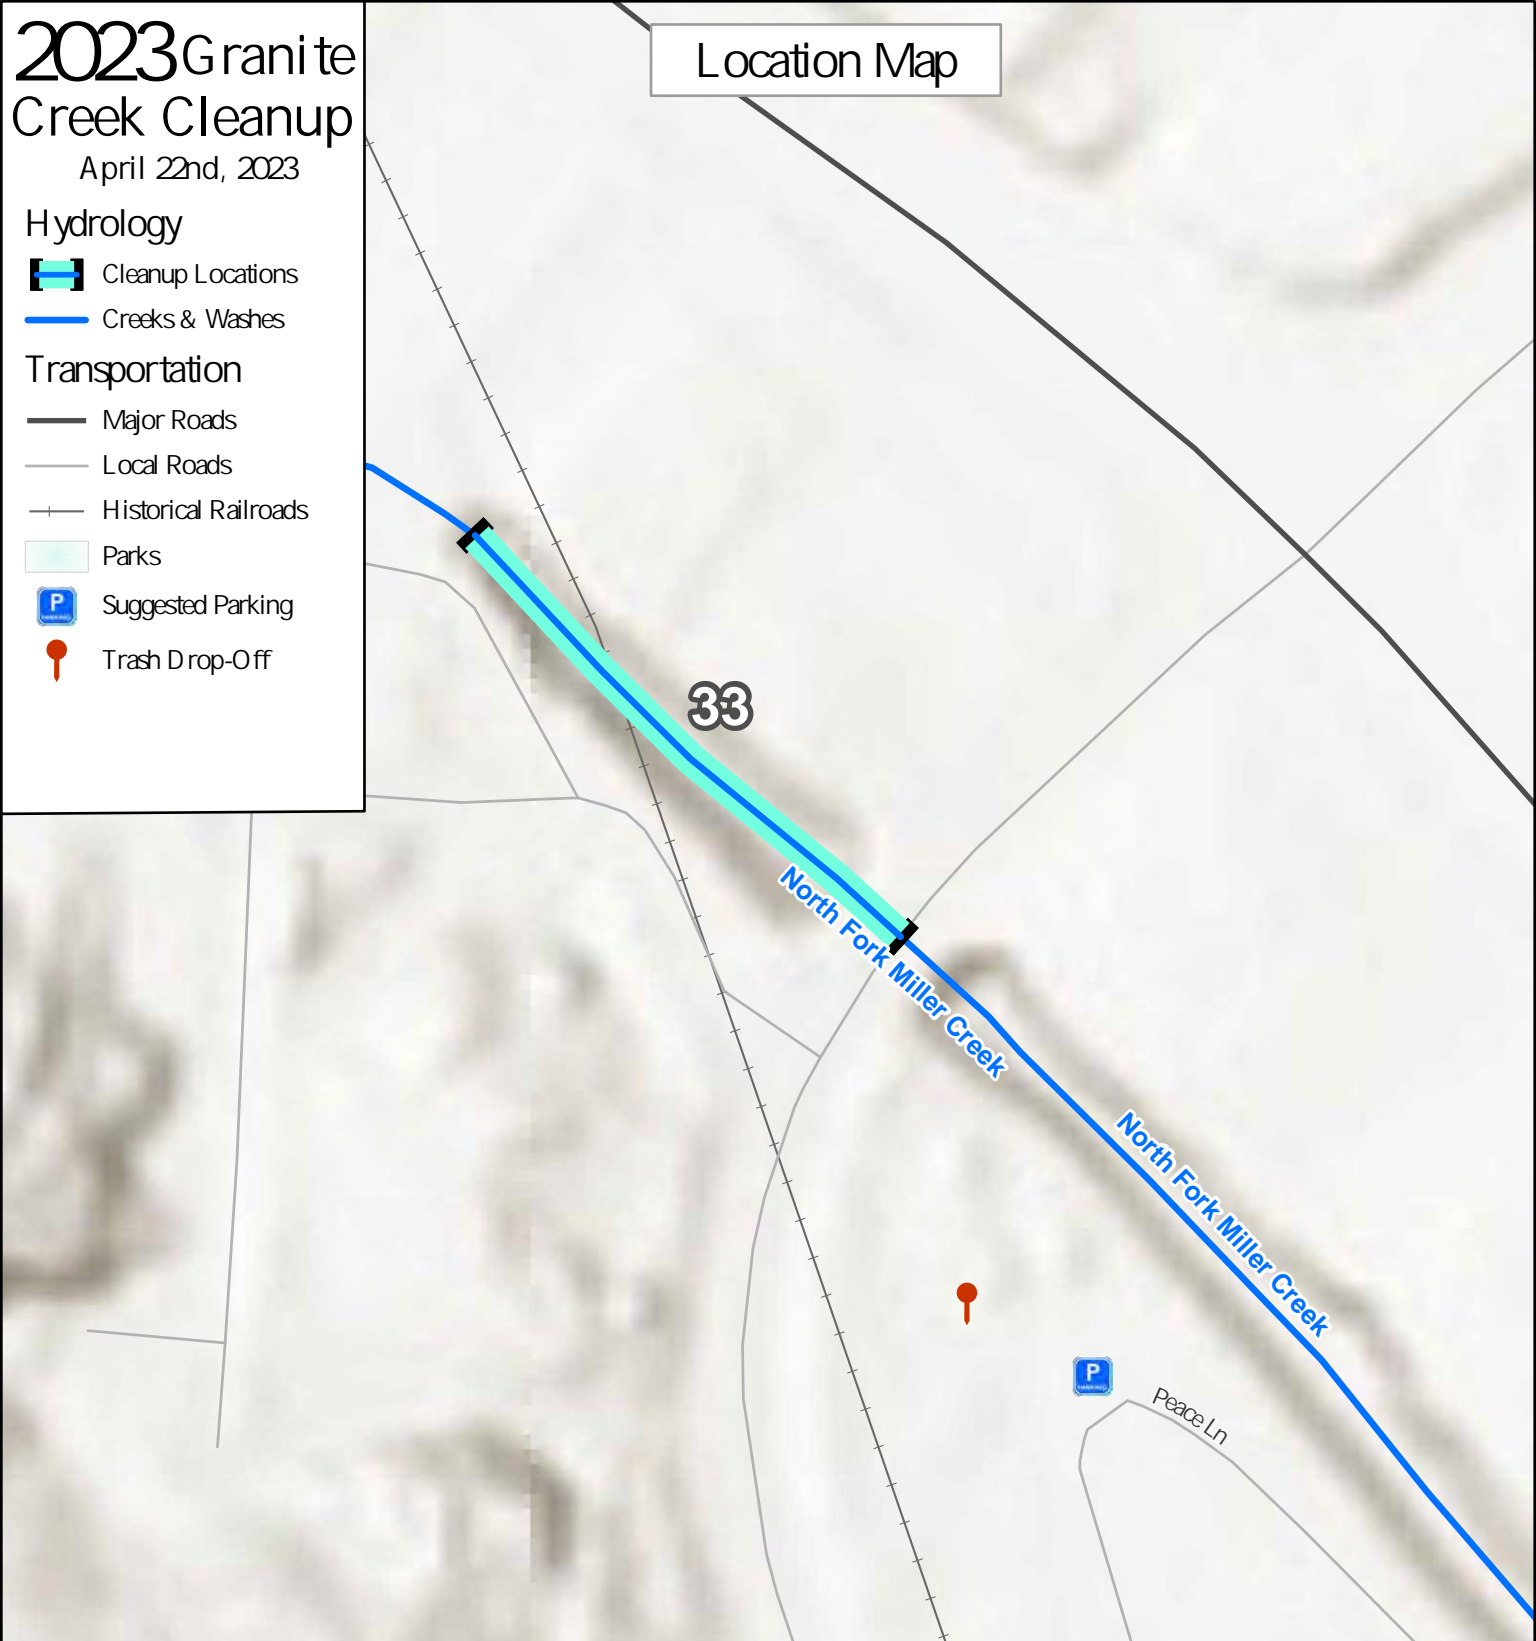 2023 Granite
Creek Cleanup
April 22nd, 2023
Hydrology
Cleanup Locations
Creeks & Washes
Transportation
Major Roads
Local Roads
Historical Railroads
Parks
P
Suggested Parking
Trash Drop-Off
Location Map
33
North Fork Miller Creek
North Fork Miller Creek
P
Peace Ln